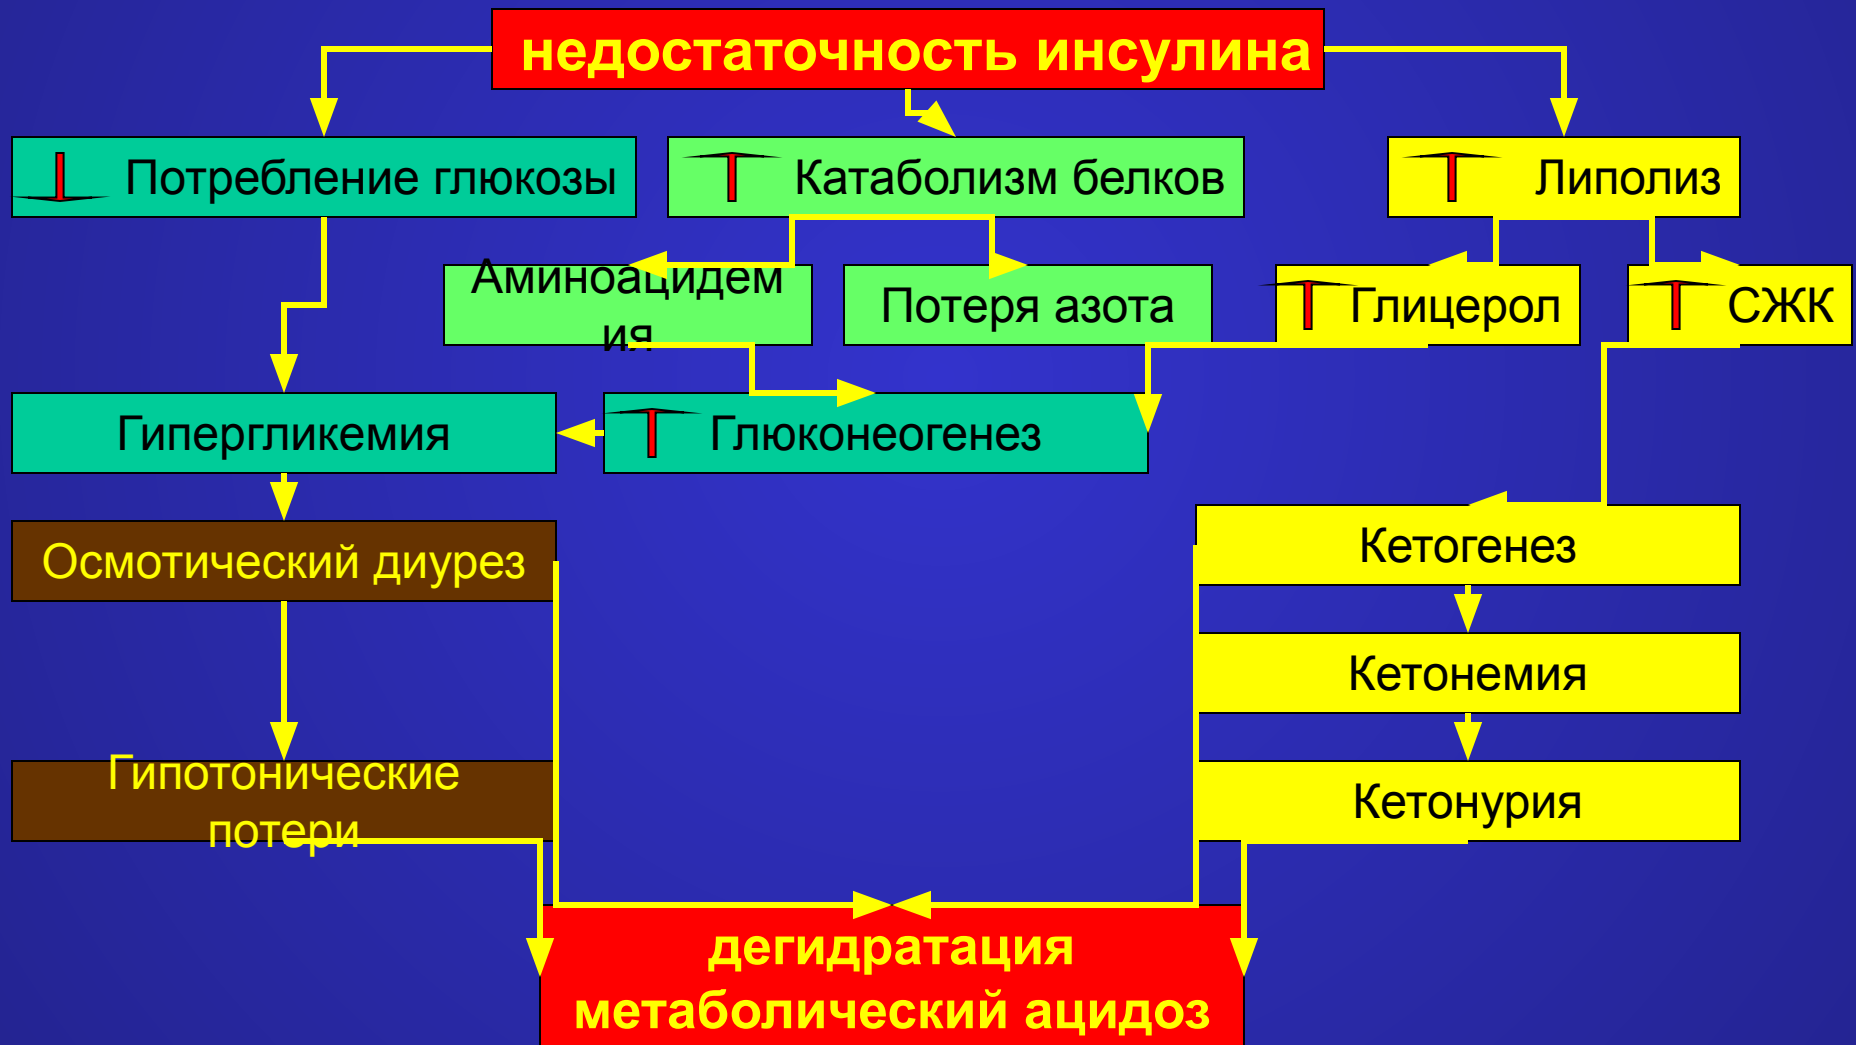 недостаточность инсулина
Потребление глюкозы
Катаболизм белков
Липолиз
Аминоацидем
ия
Потеря азота
Глицерол
СЖК
Гипергликемия
Глюконеогенез
Осмотический диурез
Кетогенез
Кетонемия
Гипотонические
потери
Кетонурия
дегидратация
метаболический ацидоз